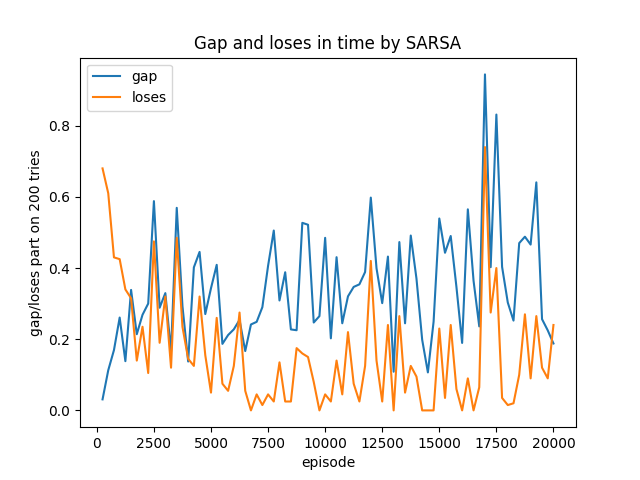 Gap and loses in time by SARSA
gap
loses
gap/loses part on 200 tries
0.8
0.6
0.4
0.2
0.0
0 2500 5000 7500 10000 12500 15000 17500 20000
episode